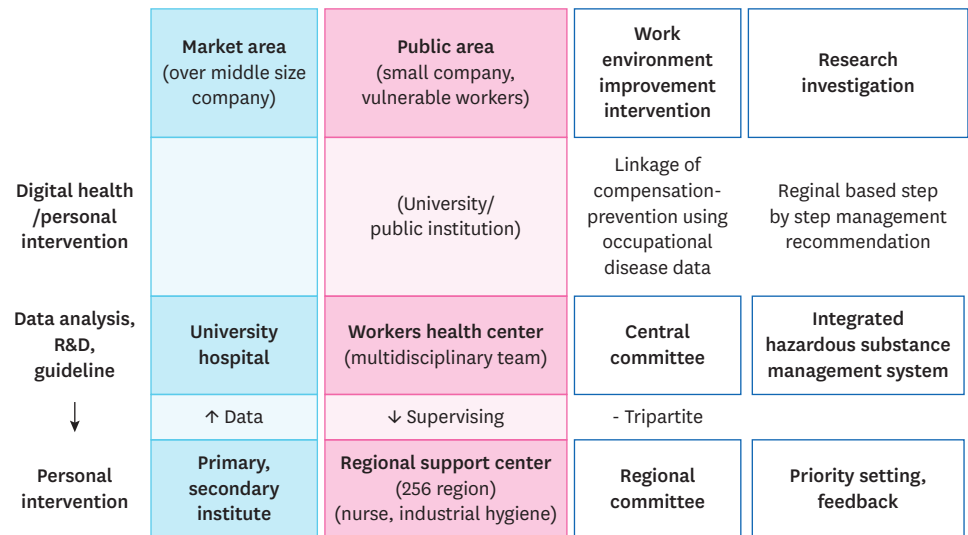 Market area
(over middle size
company)
Public area
(small company,
vulnerable workers)
Work
environment
improvement
intervention
Research
investigation
Digital health
/personal
intervention
(University/
public institution)
Linkage of
compensation-
prevention using
occupational
disease data
Reginal based step
by step management
recommendation
Data analysis,
R&D,
guideline
University
hospital
Workers health center
(multidisciplinary team)
Central
committee
Integrated
hazardous substance
management system
↓
↑ Data
↓ Supervising
- Tripartite
Personal
intervention
Primary,
secondary
institute
Regional support center
(256 region)
(nurse, industrial hygiene)
Regional
committee
Priority setting,
feedback